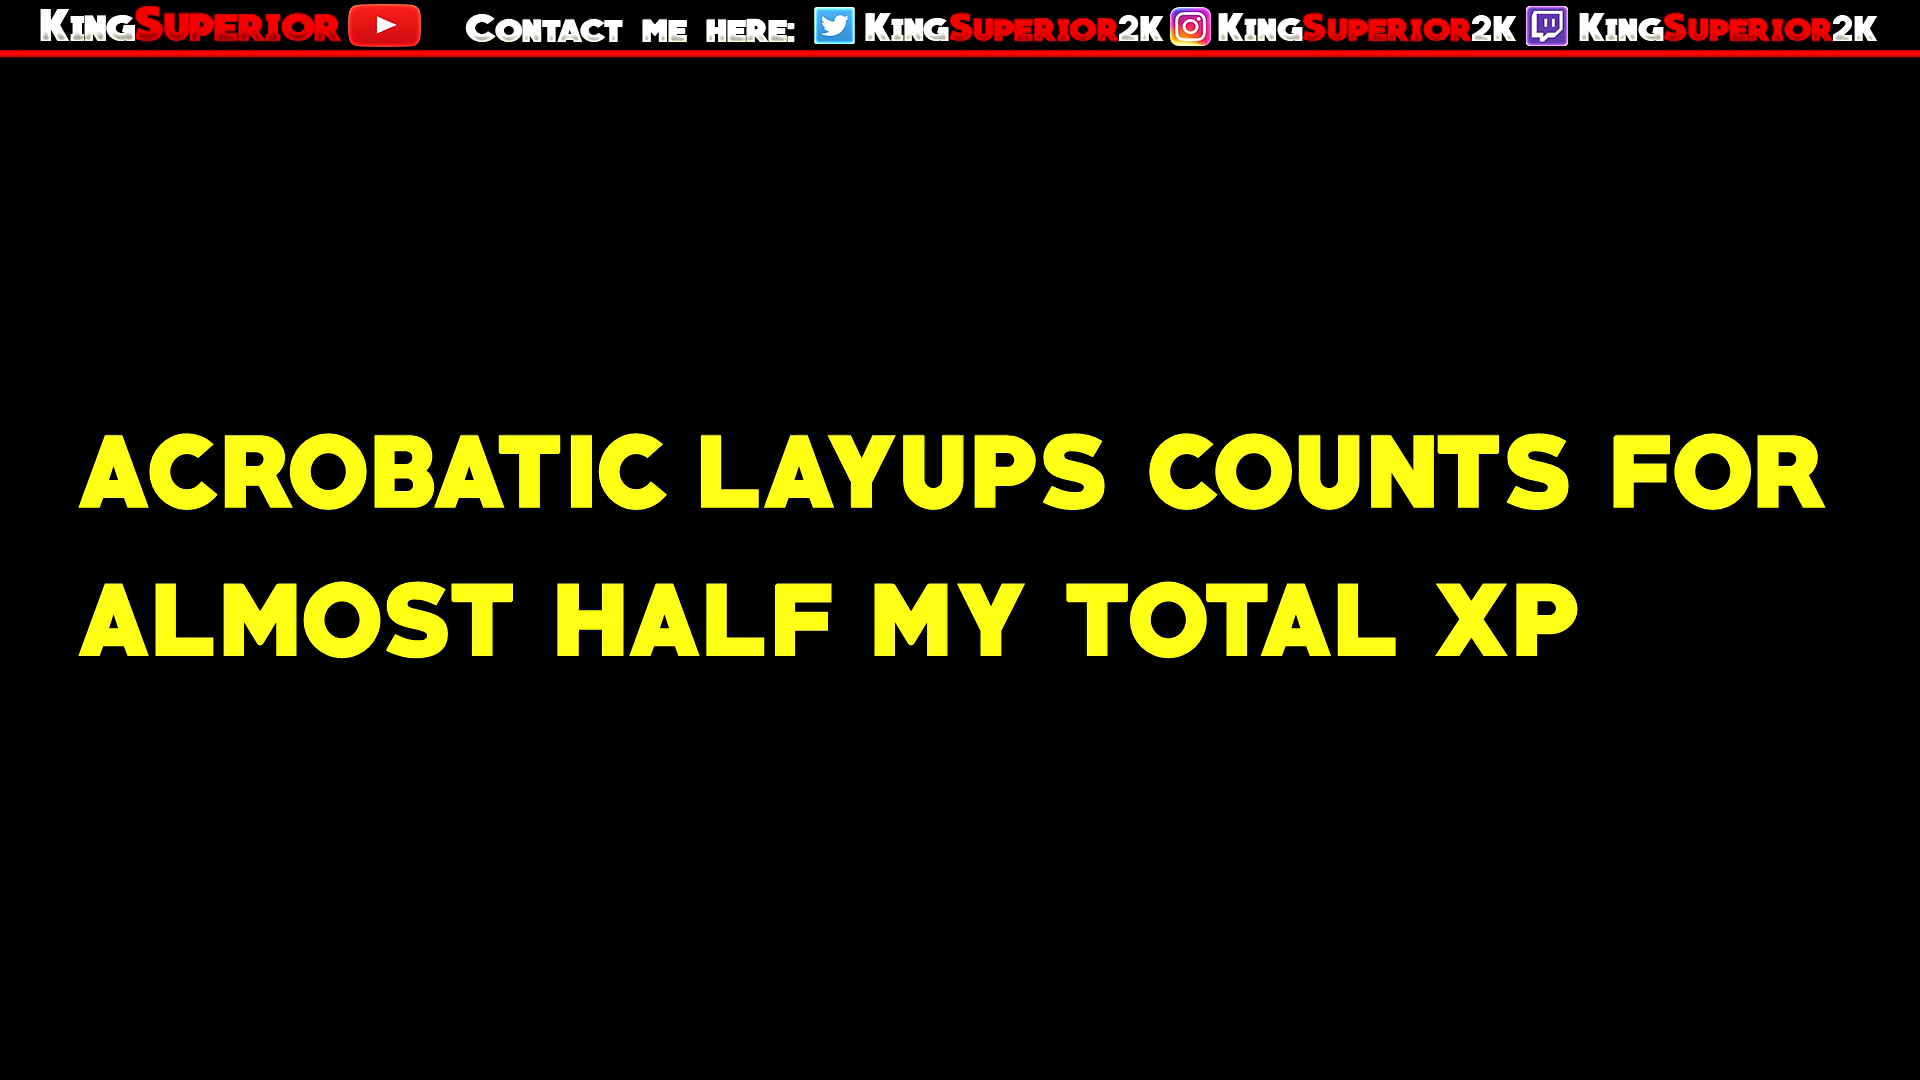 KingSuperior Contact me here: KingSuperior2K KingSuperior2K KingSuperior2K
ACROBATIC LAYUPS COUNTS FOR
ALMOST HALF MY TOTAL XP